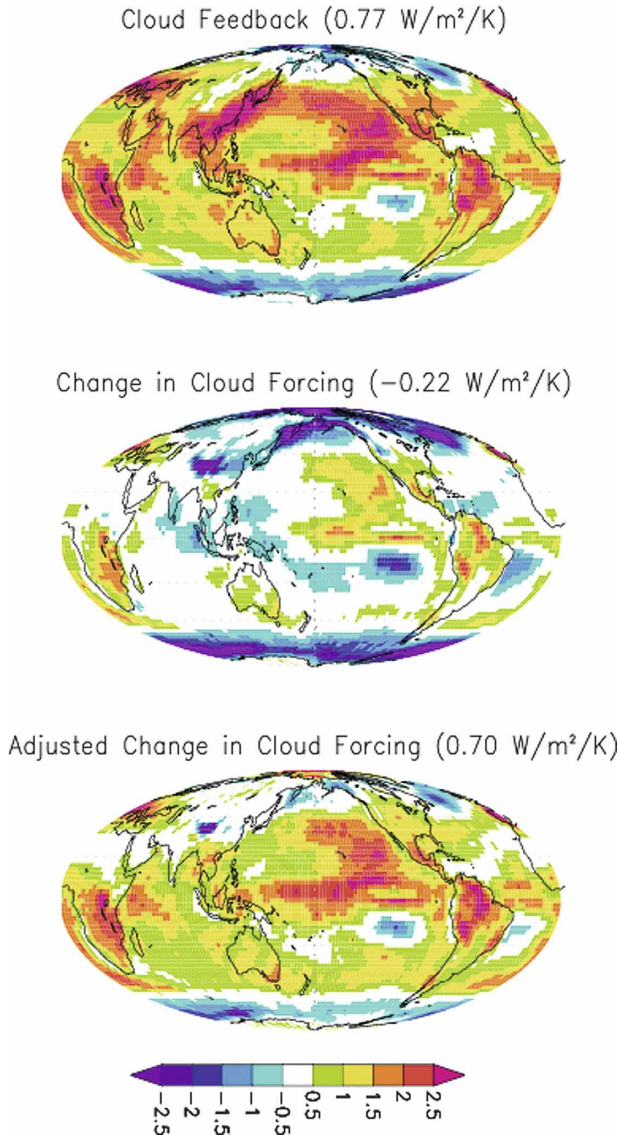 Cloud Feedback (0.77 W/m²/K)
Change in Cloud Forcing (−0.22 W/m²/K)
Adjusted Change in Cloud Forcing (0.70 W/m²/K)
-2.5 -2 -1.5 -1 -0.5 0.5 1 1.5 2 2.5